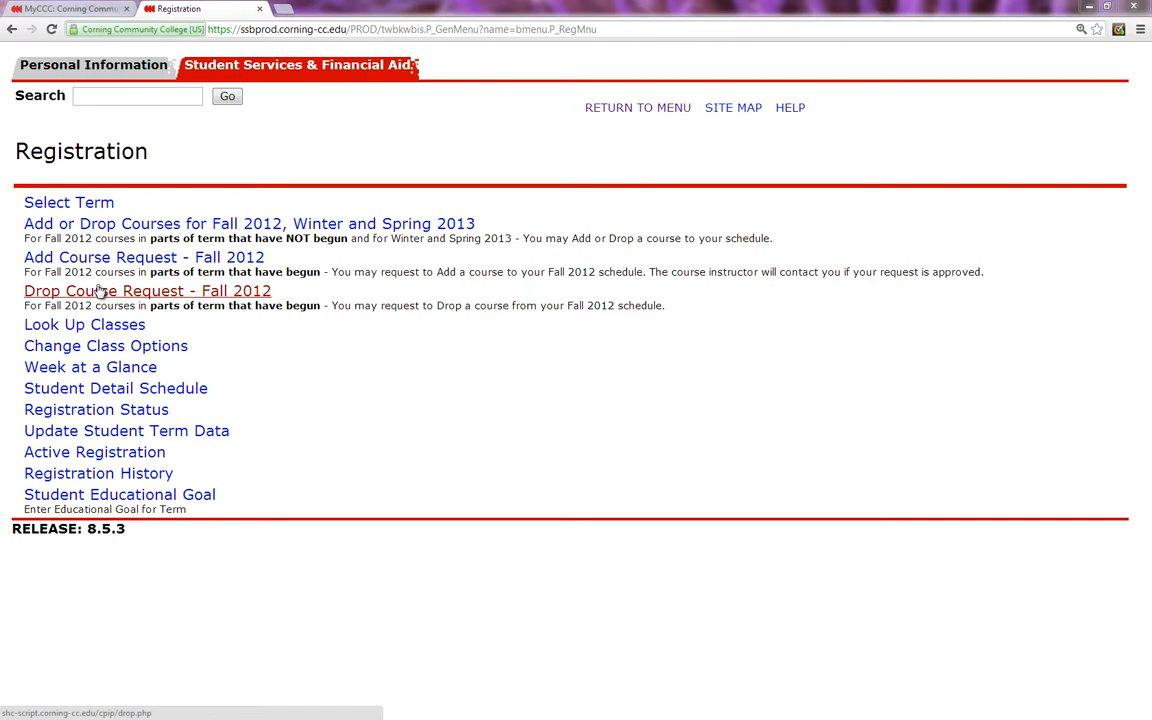 MyCCC: Corning Commu
Registration
Corning Community College [US] https://ssbprod.corning-cc.edu/PROD/twbkwbis.P_GenMenu?name=bmenu.P_RegMnu
Personal Information Student Services & Financial Aid
Search Go
RETURN TO MENU SITE MAP HELP
Registration
Select Term
Add or Drop Courses for Fall 2012, Winter and Spring 2013
For Fall 2012 courses in parts of term that have NOT begun and for Winter and Spring 2013 - You may Add or Drop a course to your schedule.
Add Course Request - Fall 2012
For Fall 2012 courses in parts of term that have begun - You may request to Add a course to your Fall 2012 schedule. The course instructor will contact you if your request is approved.
Drop Course Request - Fall 2012
For Fall 2012 courses in parts of term that have begun - You may request to Drop a course from your Fall 2012 schedule.
Look Up Classes
Change Class Options
Week at a Glance
Student Detail Schedule
Registration Status
Update Student Term Data
Active Registration
Registration History
Student Educational Goal
Enter Educational Goal for Term
RELEASE: 8.5.3
shc-script.corning-cc.edu/cpip/drop.php